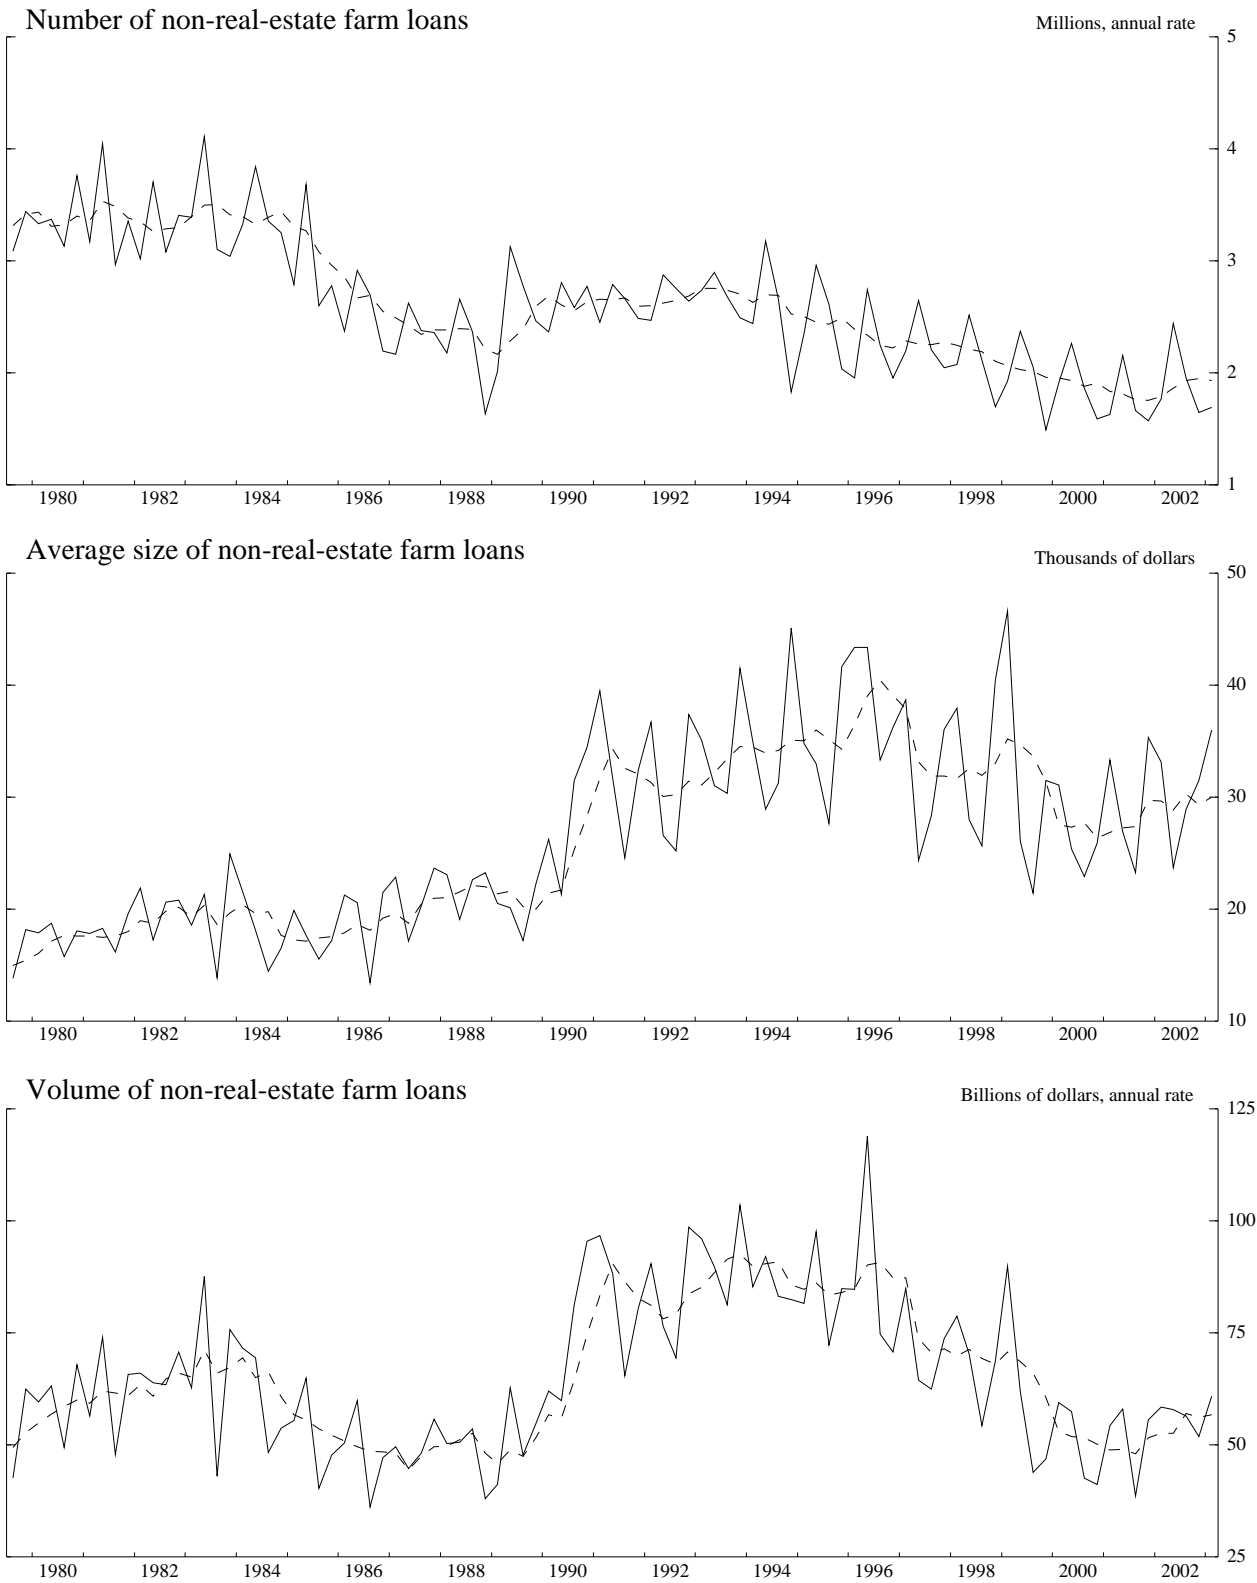 Number of non-real-estate farm loans
Millions, annual rate
5
4
3
2
1
1980 1982 1984 1986 1988 1990 1992 1994 1996 1998 2000 2002
Average size of non-real-estate farm loans
Thousands of dollars
50
40
30
20
10
1980 1982 1984 1986 1988 1990 1992 1994 1996 1998 2000 2002
Volume of non-real-estate farm loans
Billions of dollars, annual rate
125
100
75
50
25
1980 1982 1984 1986 1988 1990 1992 1994 1996 1998 2000 2002